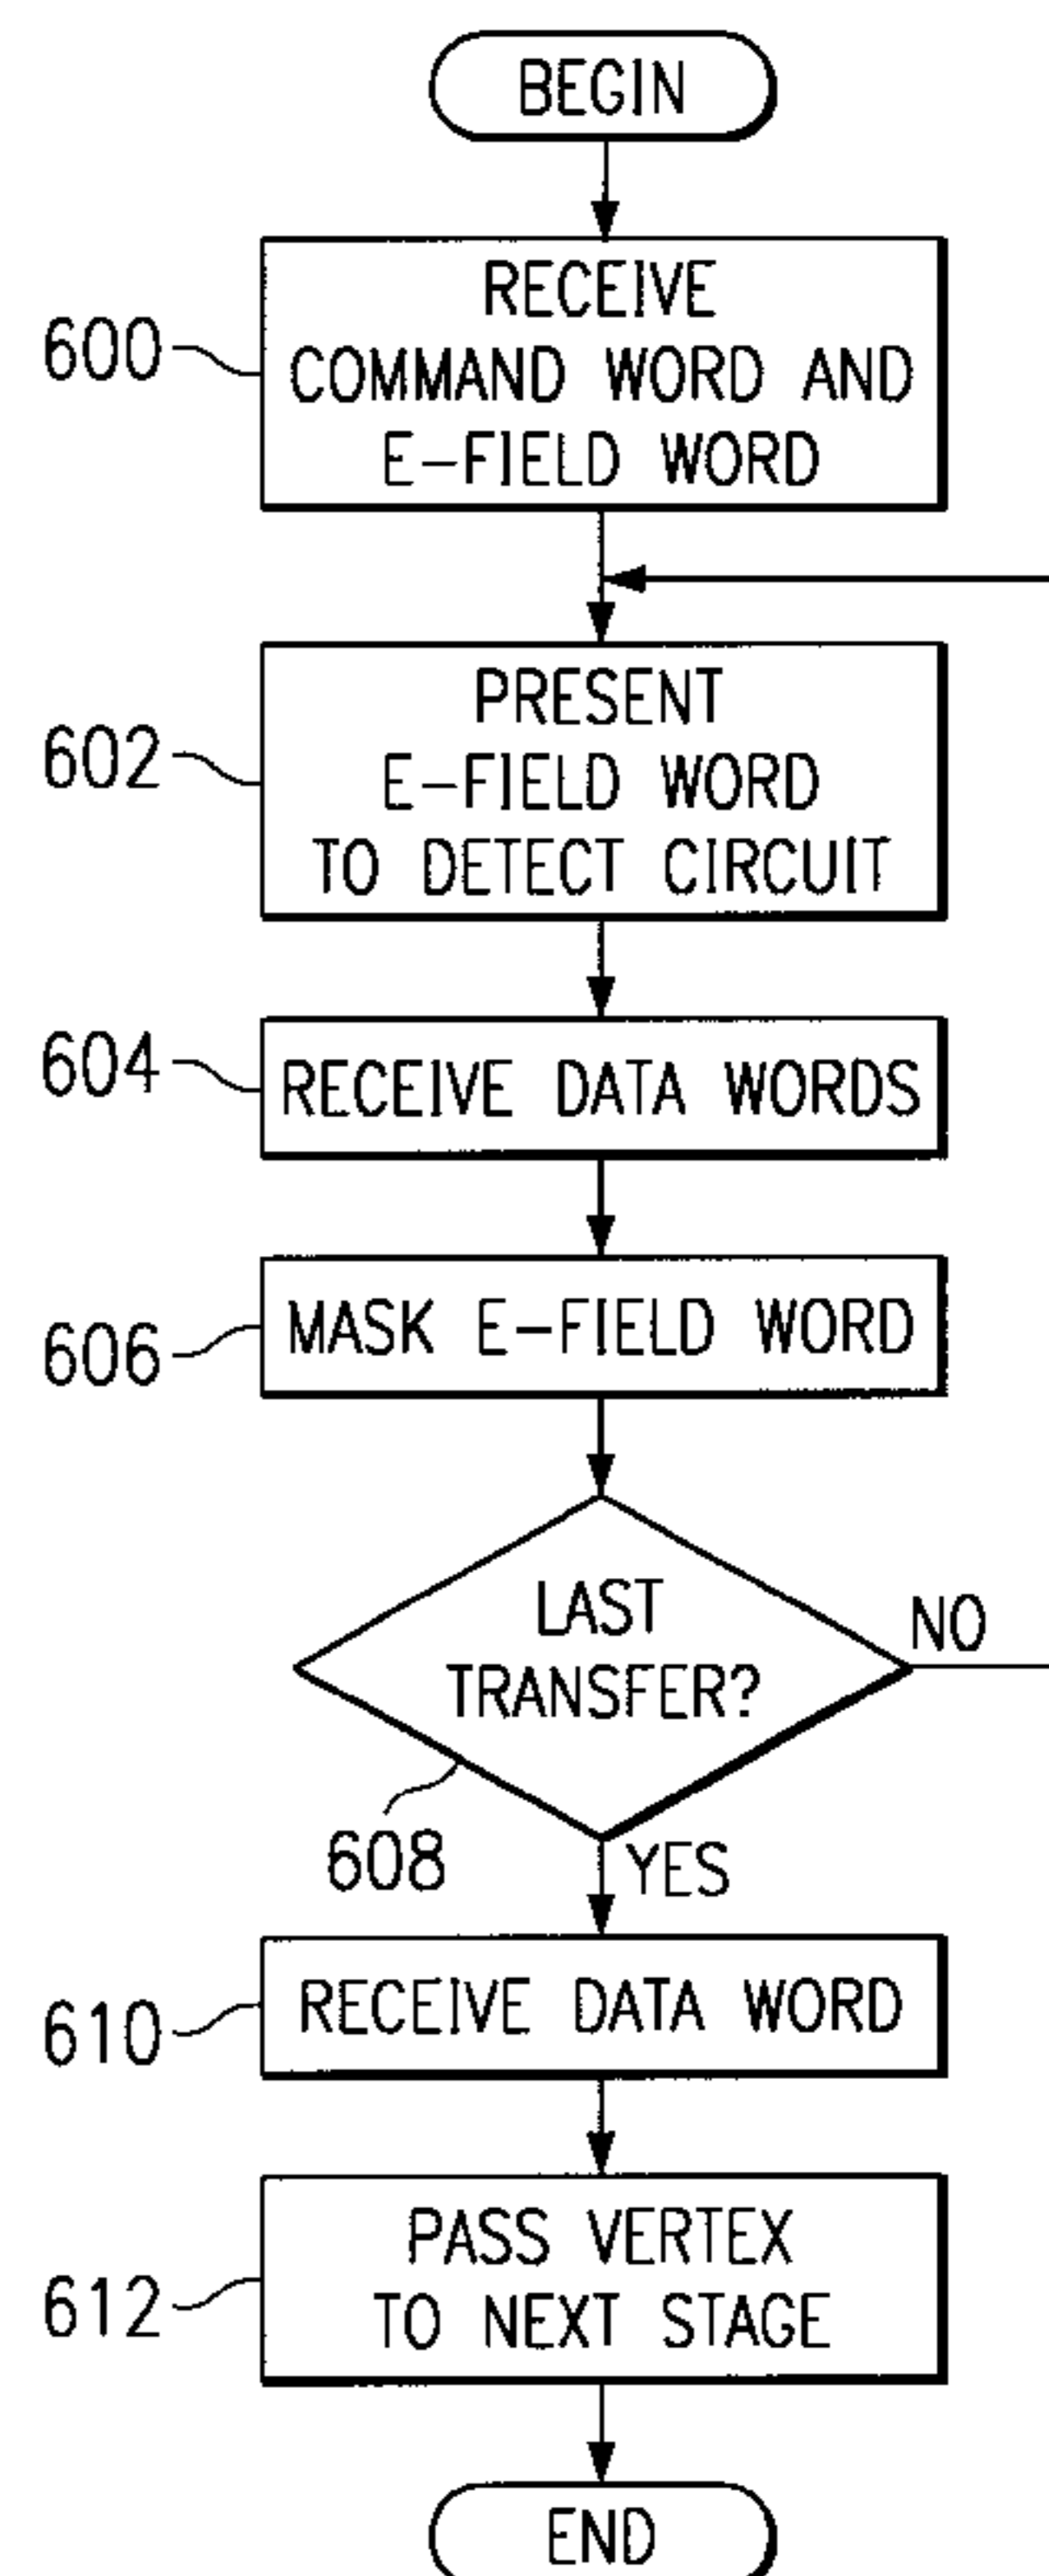 BEGIN
600
RECEIVE
COMMAND WORD AND
E-FIELD WORD
602
PRESENT
E-FIELD WORD
TO DETECT CIRCUIT
604
RECEIVE DATA WORDS
606
MASK E-FIELD WORD
LAST
TRANSFER?
NO
608
YES
610
RECEIVE DATA WORD
612
PASS VERTEX
TO NEXT STAGE
END